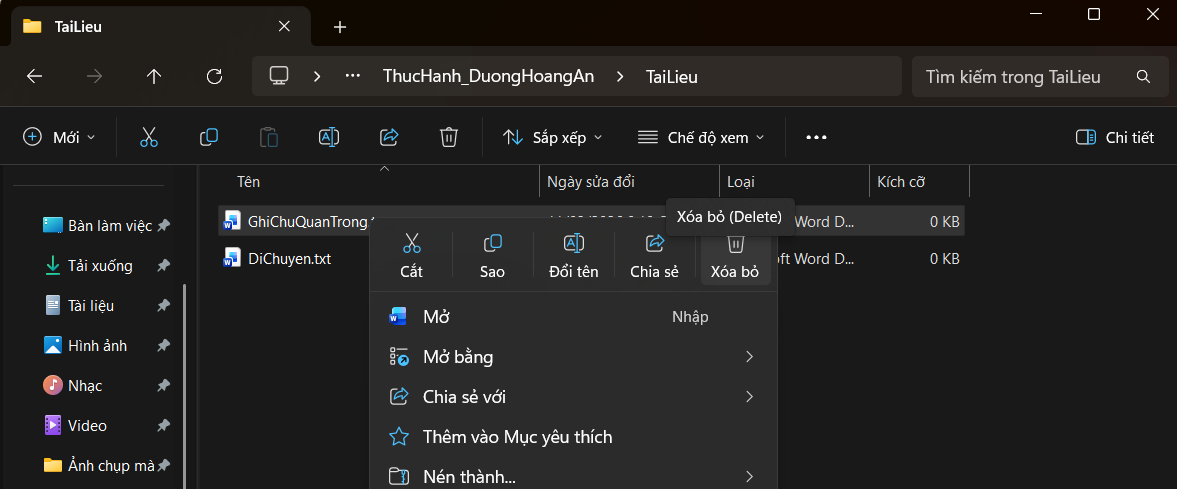 TaiLieu
ThucHanh_DuongHoangAn > TaiLieu
Tìm kiếm trong TaiLieu
Mới
Sắp xếp
Chế độ xem
Chi tiết
Tên
Ngày sửa đổi
Loại
Kích cỡ
Bàn làm việc
Tải xuống
Tài liệu
Hình ảnh
Nhạc
Video
Ảnh chụp mà
GhiChuQuanTrong.
Word D...
0 KB
DiChuyen.txt
oft Word D...
0 KB
Xóa bỏ (Delete)
Cắt
Sao
Đổi tên
Chia sẻ
Xóa bỏ
Mở
Nhập
Mở bằng
Chia sẻ với
Thêm vào Mục yêu thích
Nén thành...